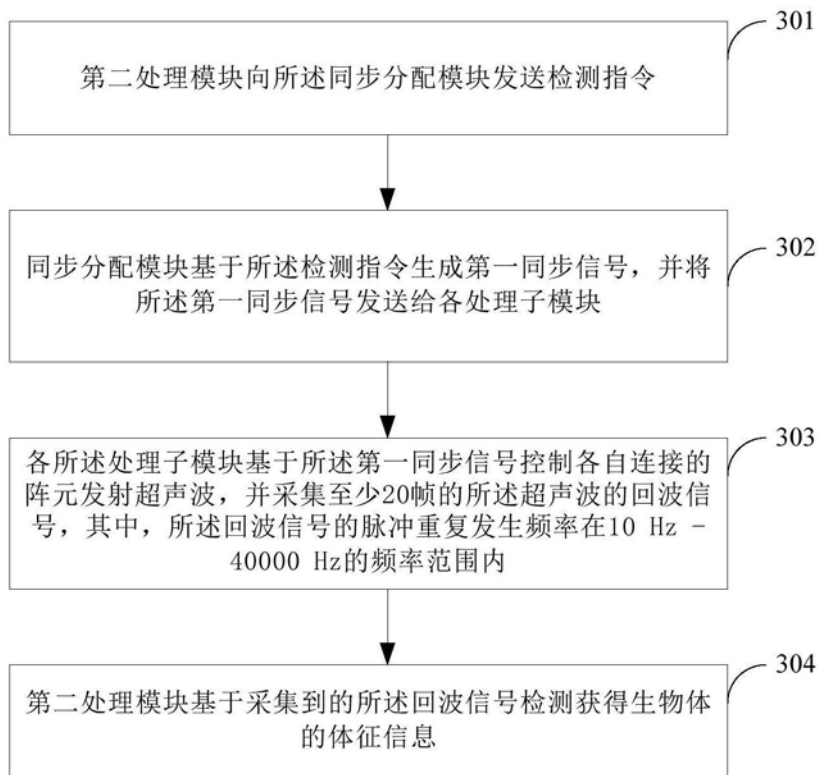 301
第二处理模块向所述同步分配模块发送检测指令
302
同步分配模块基于所述检测指令生成第一同步信号，并将
所述第一同步信号发送给各处理子模块
303
各所述处理子模块基于所述第一同步信号控制各自连接的
阵元发射超声波，并采集至少20帧的所述超声波的回波信
号，其中，所述回波信号的脉冲重复发生频率在10 Hz -
40000 Hz的频率范围内
304
第二处理模块基于采集到的所述回波信号检测获得生物体
的体征信息